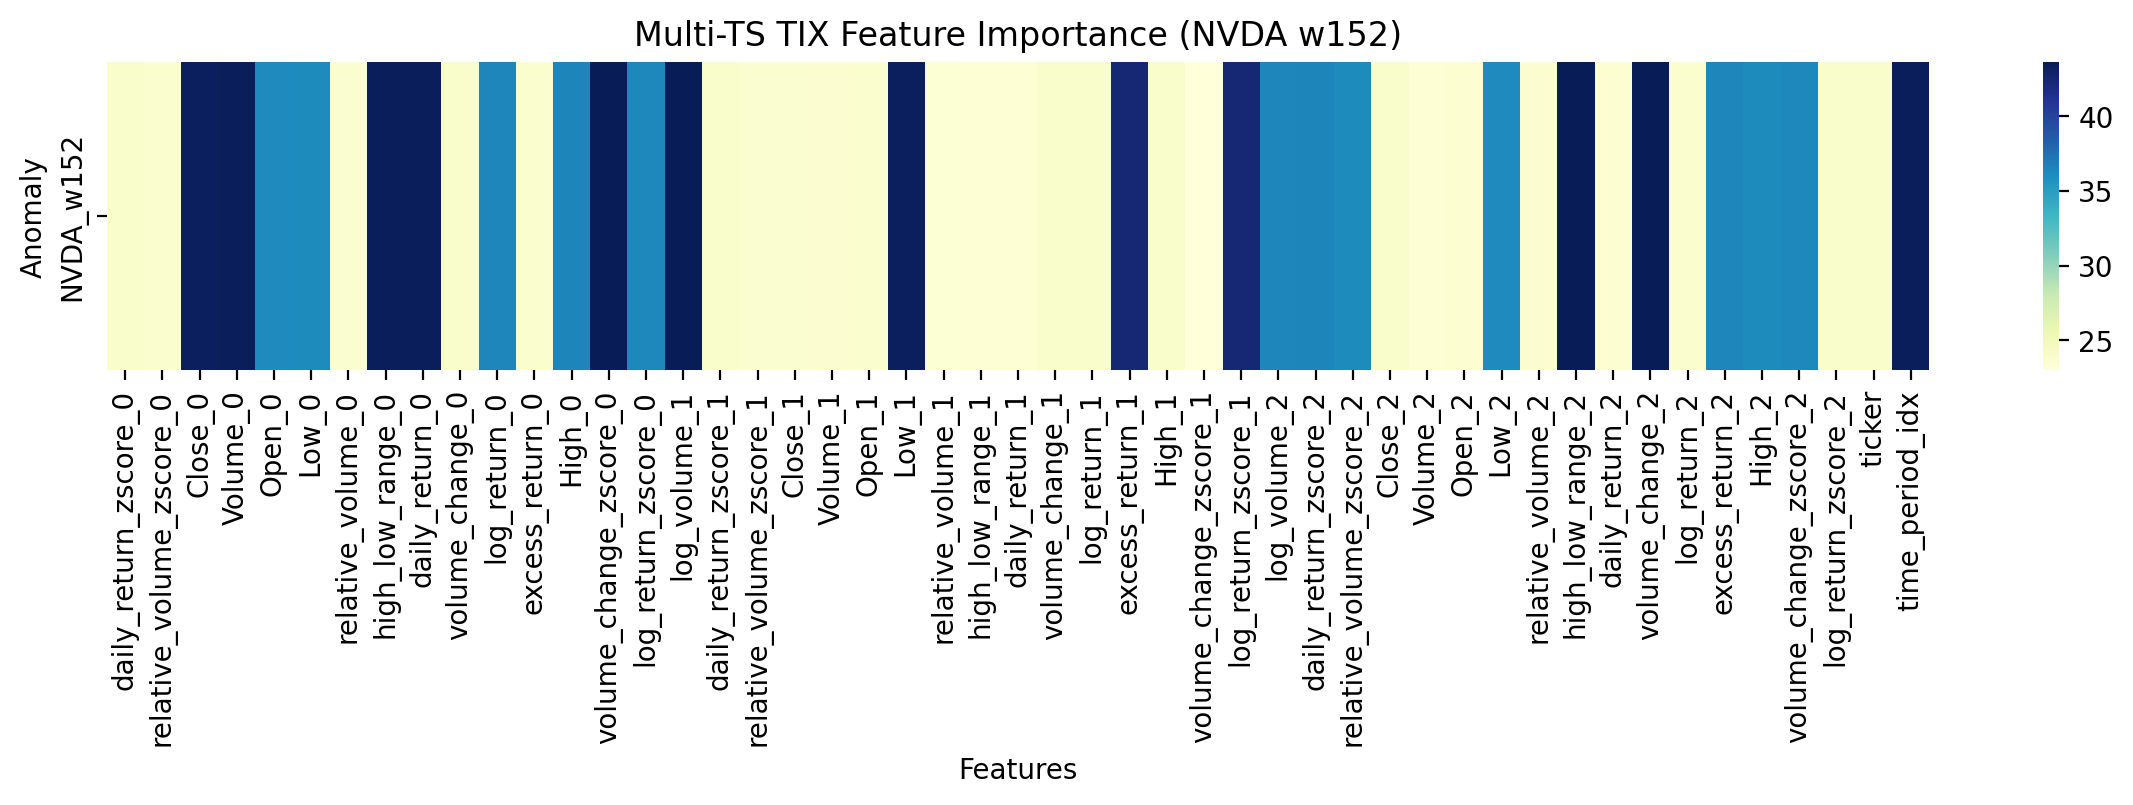 Multi-TS TIX Feature Importance (NVDA w152)
Anomaly
NVDA_w152
40
35
30
25
daily_return_zscore_0
relative_volume_zscore_0
Close_0
Volume_0
Open_0
Low_0
relative_volume_0
high_low_range_0
daily_return_0
volume_change_0
log_return_0
excess_return_0
High_0
volume_change_zscore_0
log_return_zscore_0
log_volume_1
daily_return_zscore_1
relative_volume_zscore_1
Close_1
Volume_1
Open_1
Low_1
relative_volume_1
high_low_range_1
daily_return_1
volume_change_1
log_return_1
excess_return_1
High_1
volume_change_zscore_1
log_return_zscore_1
log_volume_2
daily_return_zscore_2
relative_volume_zscore_2
Close_2
Volume_2
Open_2
Low_2
relative_volume_2
high_low_range_2
daily_return_2
volume_change_2
log_return_2
excess_return_2
High_2
volume_change_zscore_2
log_return_zscore_2
ticker
time_period_idx
Features